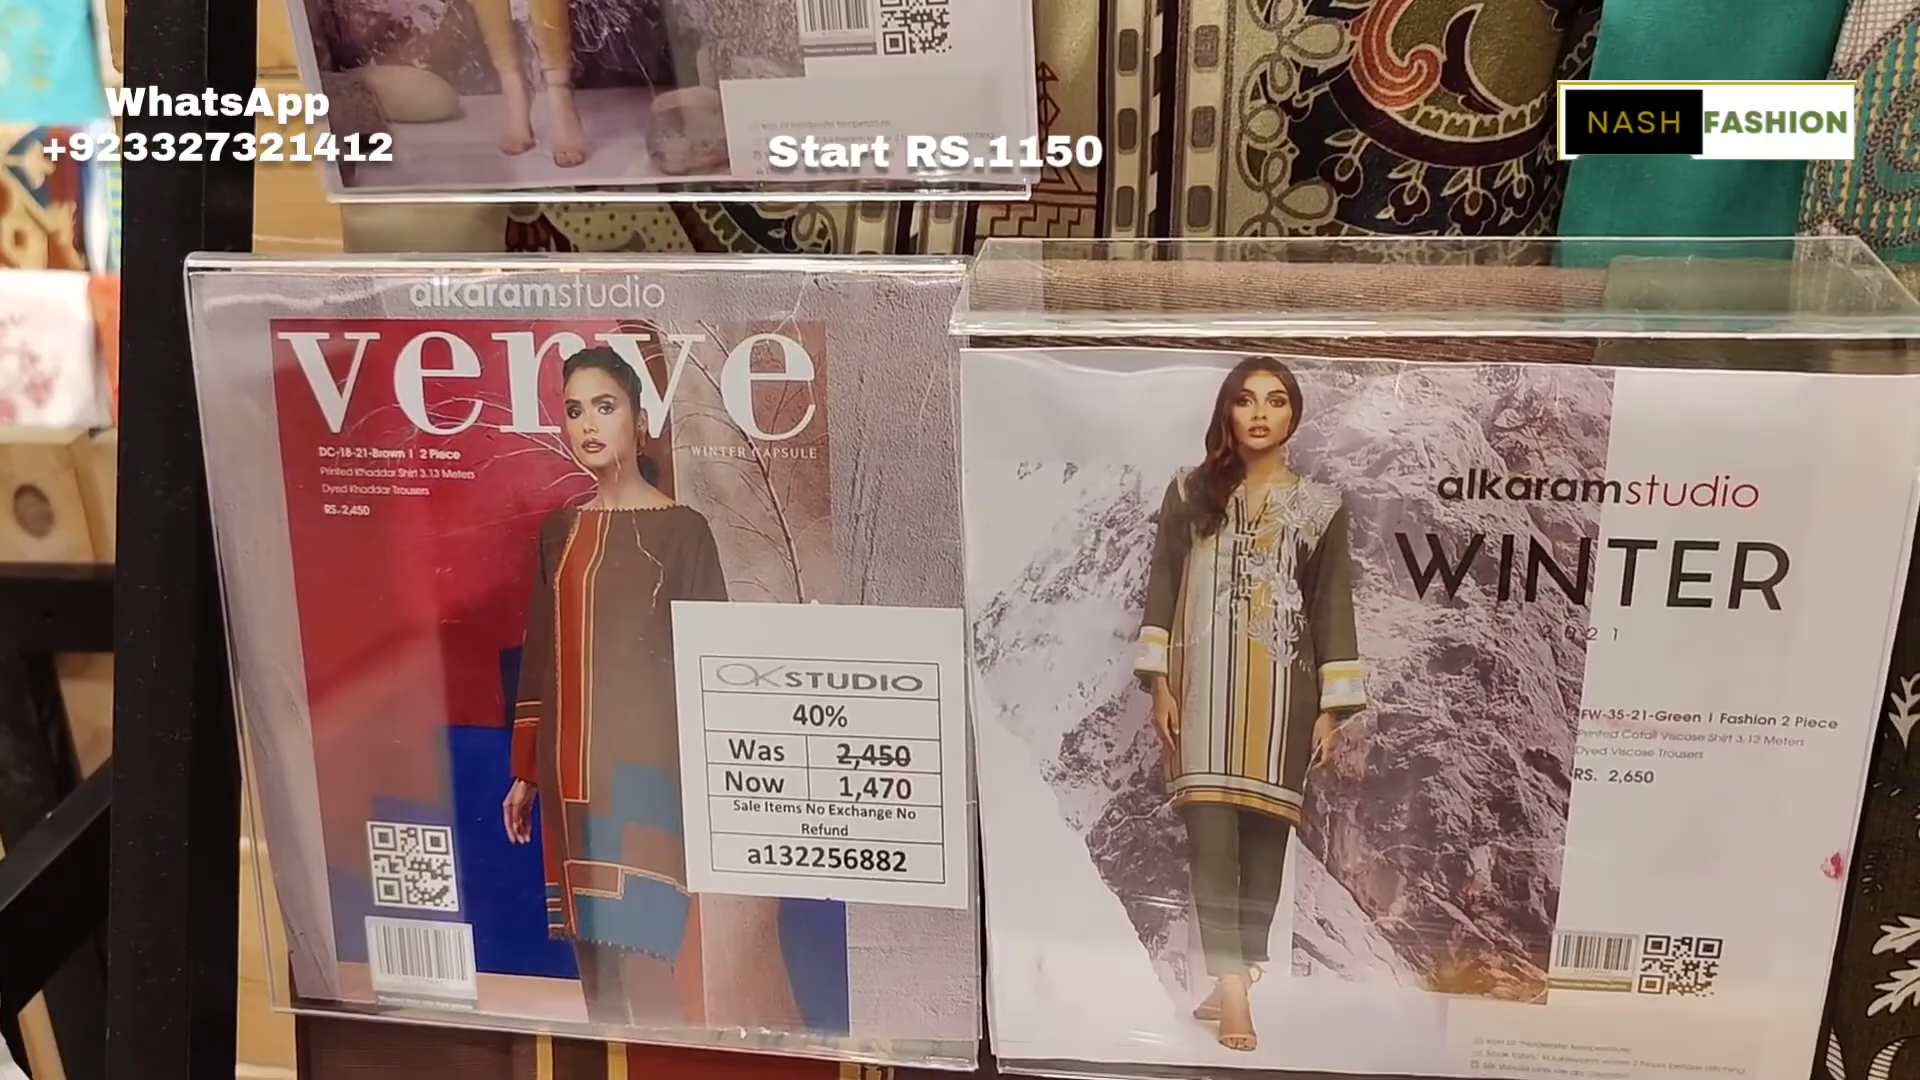 WhatsApp
+923327321412
Start RS.1150
NASH FASHION
alkaramstudio
verve
WINTER CAPSULE
DC-18-21-Brown | 2 Piece
Printed Khaddar Shirt 3.13 Meters
Dyed Khaddar Trousers
RS. 2,450
OKSTUDIO
40%
Was 2,450
Now 1,470
Sale Items No Exchange No
Refund
a132256882
alkaramstudio
WINTER
2021
FW-35-21-Green | Fashion 2 Piece
Printed Cotail Viscose Shirt 3.12 Meters
Dyed Viscose Trousers
RS. 2,650